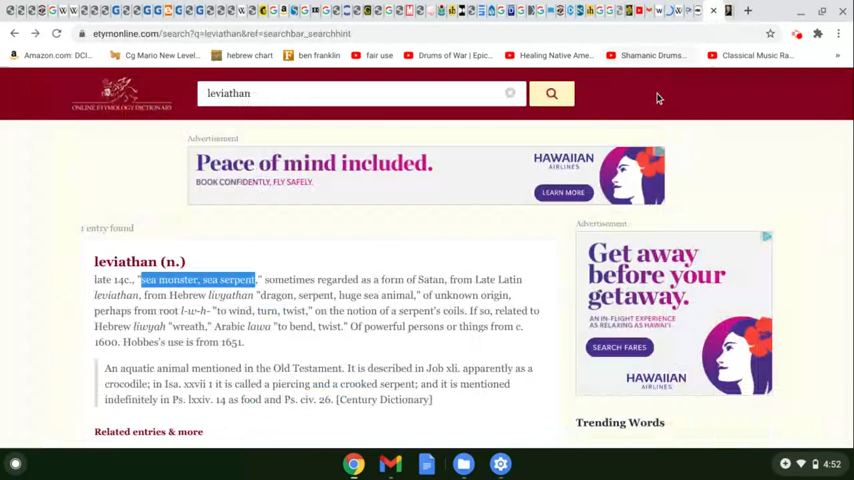 etymonline.com/search?q=leviathan&ref=searchbar_searchhint
Amazon.com: DCI...
Cg Mario New Level...
hebrew chart
fair use
ben franklin
Drums of War | Epic...
Healing Native Ame...
Shamanic Drums...
Classical Music Ra...
»
ONLINE ETYMOLOGY DICTIONARY
leviathan
Advertisement
Peace of mind included.
BOOK CONFIDENTLY, FLY SAFELY.
HAWAIIAN
AIRLINES
LEARN MORE
1 entry found
Advertisement
leviathan (n.)
late 14c., "sea monster, sea serpent," sometimes regarded as a form of Satan, from Late Latin
leviathan, from Hebrew livyathan "dragon, serpent, huge sea animal," of unknown origin,
perhaps from root l-w-h- "to wind, turn, twist," on the notion of a serpent's coils. If so, related to
Hebrew liwyah "wreath," Arabic lawa "to bend, twist." Of powerful persons or things from c.
1600. Hobbes's use is from 1651.
An aquatic animal mentioned in the Old Testament. It is described in Job xli. apparently as a
crocodile; in Isa. xxvii 1 it is called a piercing and a crooked serpent; and it is mentioned
indefinitely in Ps. lxxiv. 14 as food and Ps. civ. 26. [Century Dictionary]
Related entries & more
Get away
before your
getaway.
AN IN-FLIGHT EXPERIENCE
AS RELAXING AS HAWAI'I.
SEARCH FARES
HAWAIIAN
AIRLINES
Trending Words
4:52